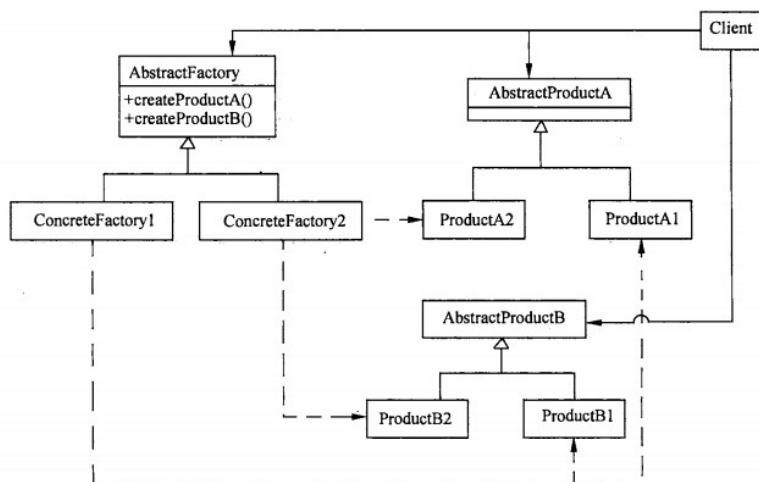 Client
AbstractFactory
+createProductA()
+createProductB()
AbstractProductA
ConcreteFactory1
ConcreteFactory2
ProductA2
ProductA1
AbstractProductB
ProductB2
ProductB1